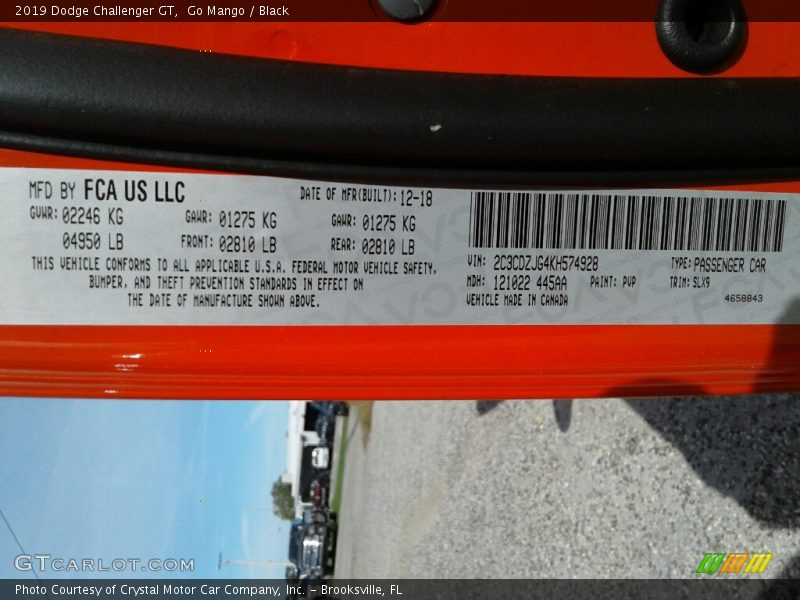 2019 Dodge Challenger GT,  Go Mango / Black
MFD BY FCA US LLC
DATE OF MFR(BUILT): 12-18
GVWR: 02246 KG GAWR: 01275 KG GAWR: 01275 KG
04950 LB FRONT: 02810 LB REAR: 02810 LB
THIS VEHICLE CONFORMS TO ALL APPLICABLE U.S.A. FEDERAL MOTOR VEHICLE SAFETY,
BUMPER, AND THEFT PREVENTION STANDARDS IN EFFECT ON
THE DATE OF MANUFACTURE SHOWN ABOVE.
VIN: 2C3CDZJG4KH574928 TYPE: PASSENGER CAR
MDH: 121022 445AA PAINT: PVP TRIM: SLX9
VEHICLE MADE IN CANADA 4658843
GTCARLOT.COM
Photo Courtesy of Crystal Motor Car Company, Inc. – Brooksville, FL